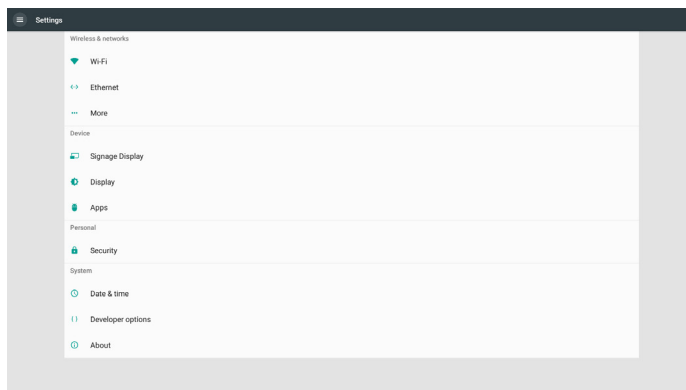 Settings
Wireless & networks
Wi-Fi
Ethernet
More
Device
Signage Display
Display
Apps
Personal
Security
System
Date & time
Developer options
About